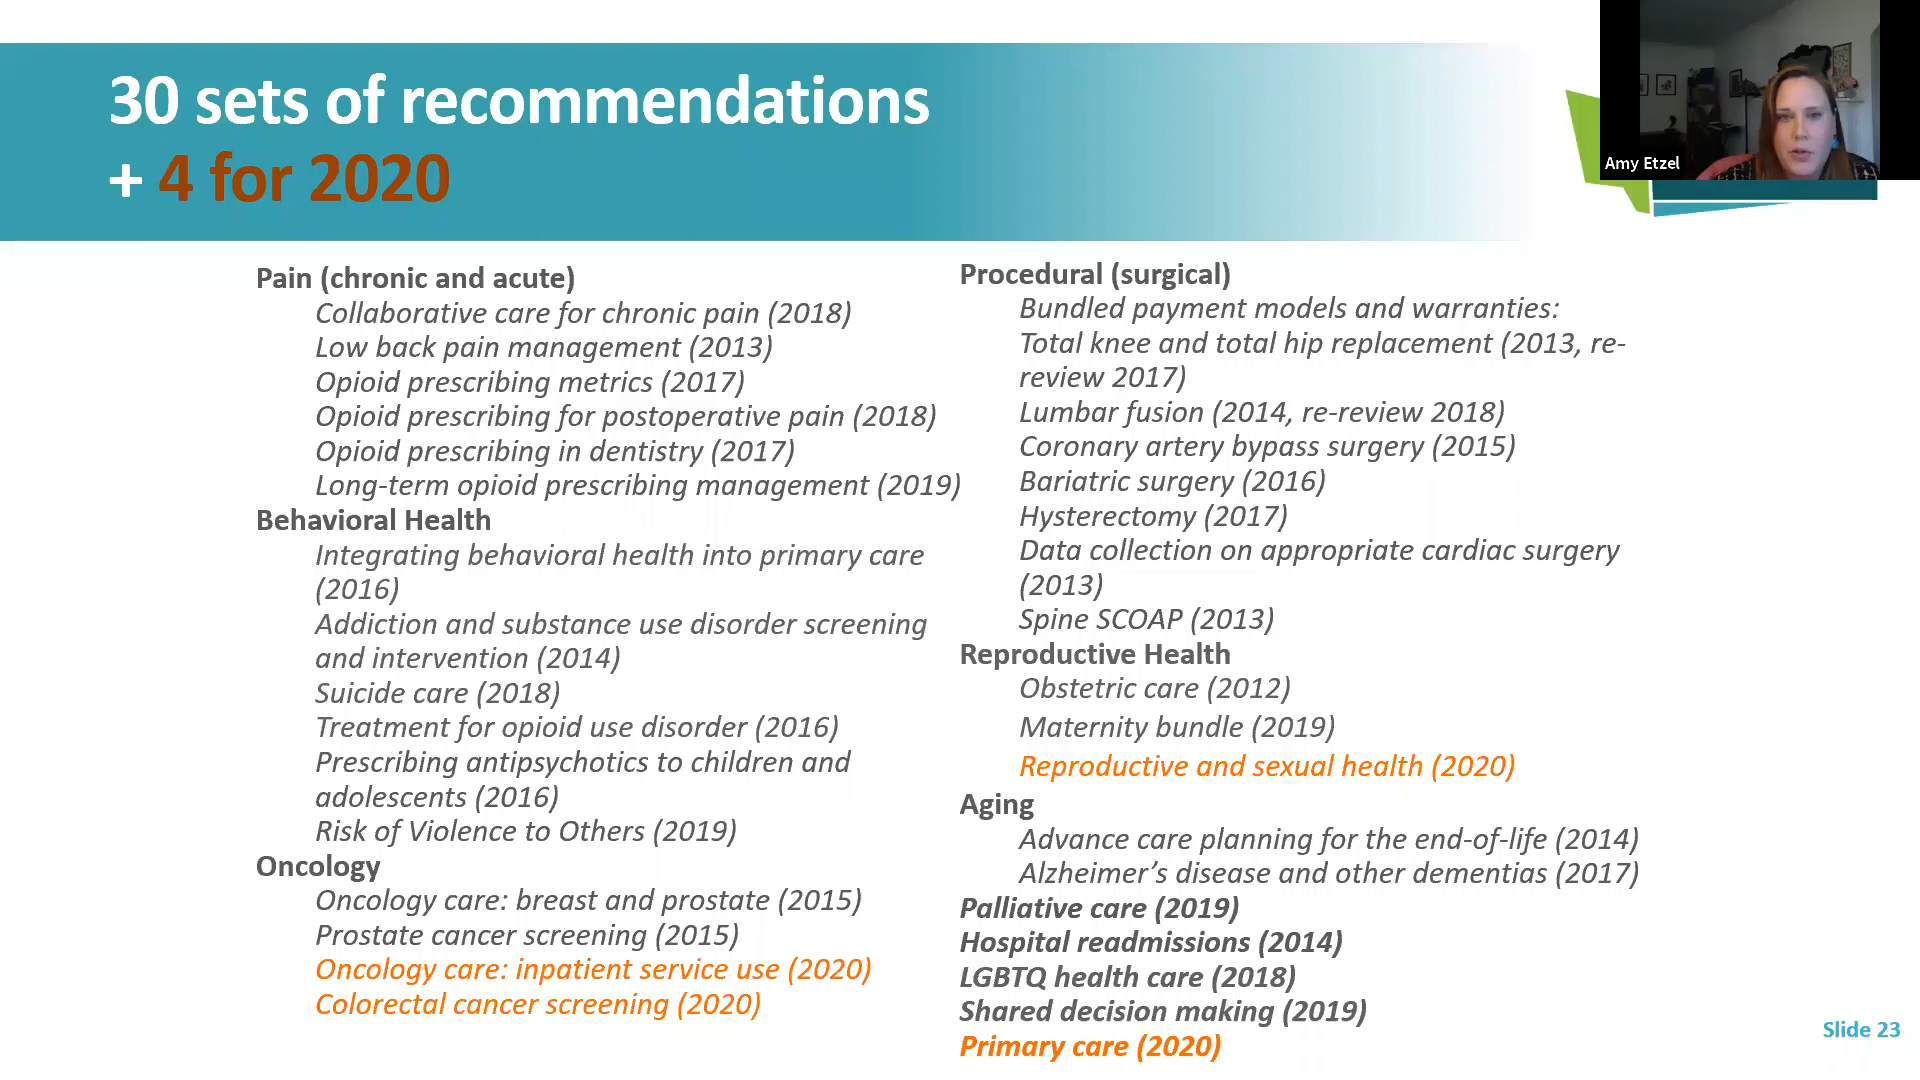 30 sets of recommendations
+ 4 for 2020
Amy Etzel
Pain (chronic and acute)
Collaborative care for chronic pain (2018)
Low back pain management (2013)
Opioid prescribing metrics (2017)
Opioid prescribing for postoperative pain (2018)
Opioid prescribing in dentistry (2017)
Long-term opioid prescribing management (2019)
Behavioral Health
Integrating behavioral health into primary care
(2016)
Addiction and substance use disorder screening
and intervention (2014)
Suicide care (2018)
Treatment for opioid use disorder (2016)
Prescribing antipsychotics to children and
adolescents (2016)
Risk of Violence to Others (2019)
Oncology
Oncology care: breast and prostate (2015)
Prostate cancer screening (2015)
Oncology care: inpatient service use (2020)
Colorectal cancer screening (2020)
Procedural (surgical)
Bundled payment models and warranties:
Total knee and total hip replacement (2013, re-
review 2017)
Lumbar fusion (2014, re-review 2018)
Coronary artery bypass surgery (2015)
Bariatric surgery (2016)
Hysterectomy (2017)
Data collection on appropriate cardiac surgery
(2013)
Spine SCOAP (2013)
Reproductive Health
Obstetric care (2012)
Maternity bundle (2019)
Reproductive and sexual health (2020)
Aging
Advance care planning for the end-of-life (2014)
Alzheimer’s disease and other dementias (2017)
Palliative care (2019)
Hospital readmissions (2014)
LGBTQ health care (2018)
Shared decision making (2019)
Primary care (2020)
Slide 23